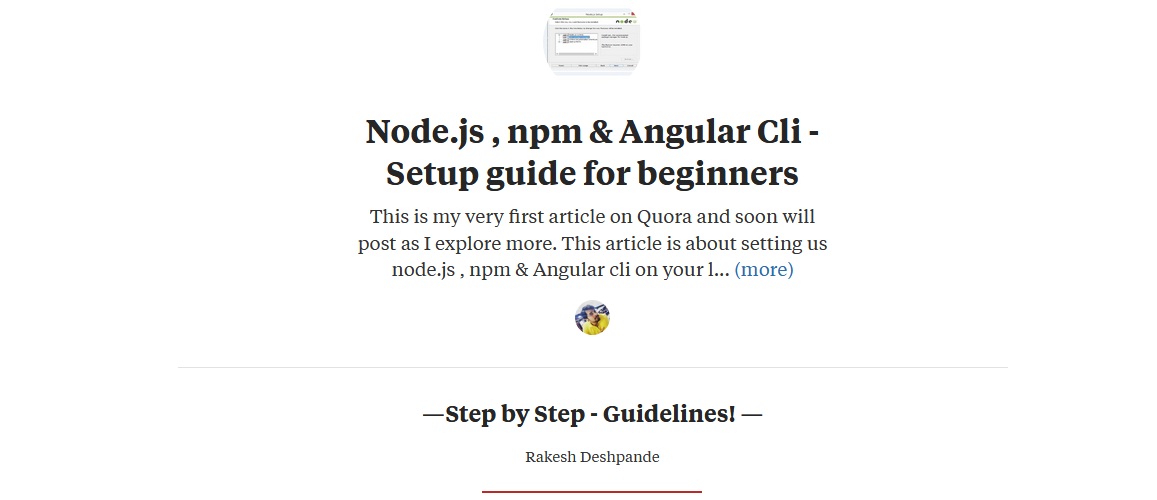 Node.js , npm & Angular Cli -
Setup guide for beginners
This is my very first article on Quora and soon will
post as I explore more. This article is about setting us
node.js , npm & Angular cli on your l... (more)
—Step by Step - Guidelines! —
Rakesh Deshpande